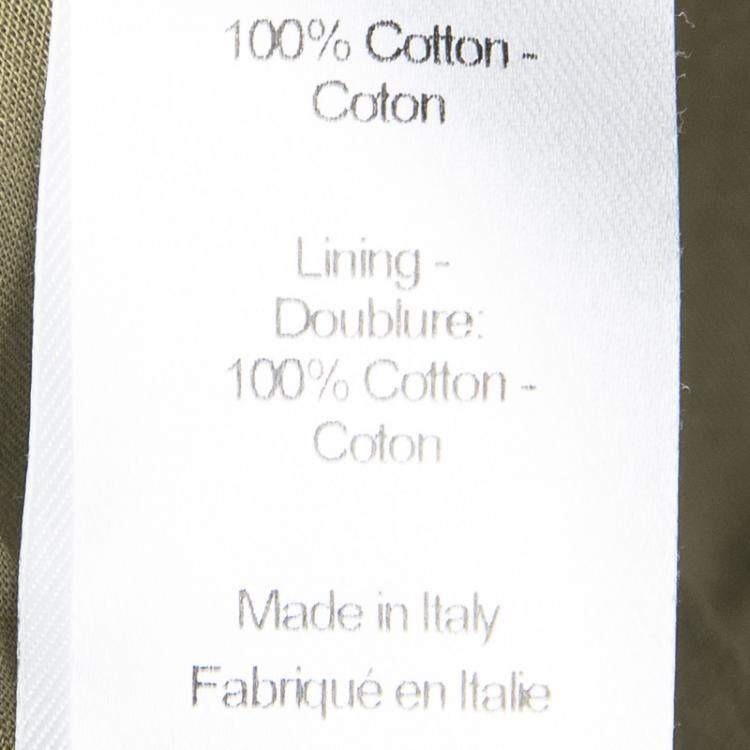 100% Cotton -
Coton
Lining -
Doublure:
100% Cotton -
Coton
Made in Italy
Fabriqué en Italie